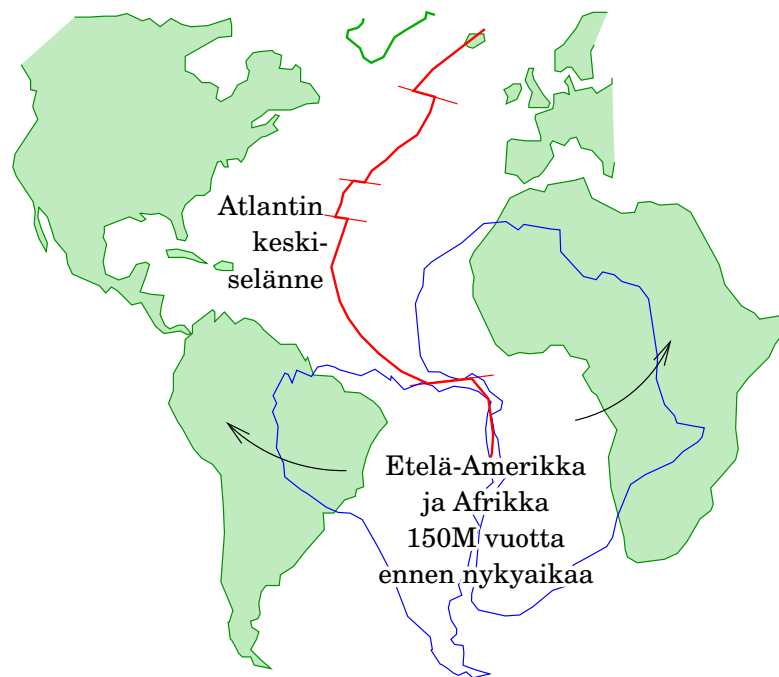 Atlantin
keski-
selänne
Etelä-Amerikka
ja Afrikka
150M vuotta
ennen nykyaikaa